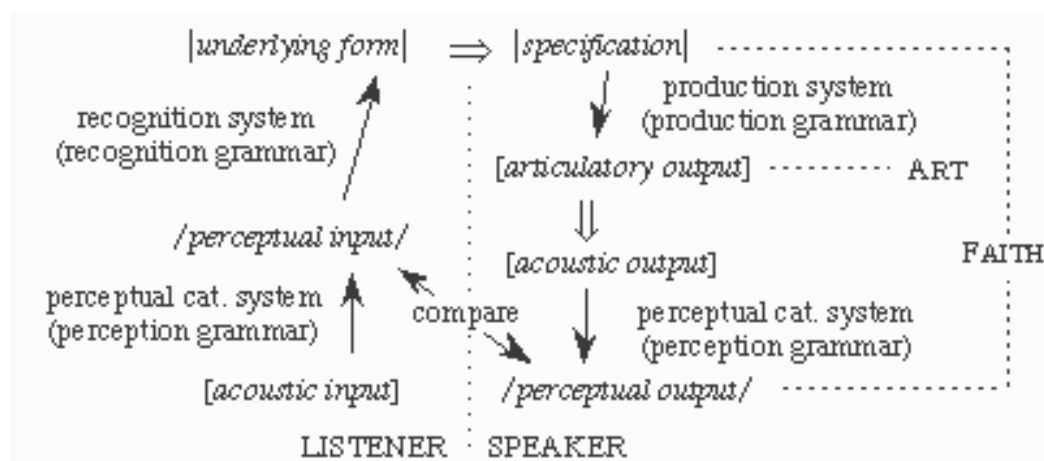 |underlying form| ⇒ |specification|
production system
recognition system (production grammar)
(recognition grammar)
[articulatory output] ART
/perceptual input/ ⇓ FAITH
[acoustic output]
perceptual cat. system compare perceptual cat. system
(perception grammar) (perception grammar)
[acoustic input] /perceptual output/
LISTENER SPEAKER